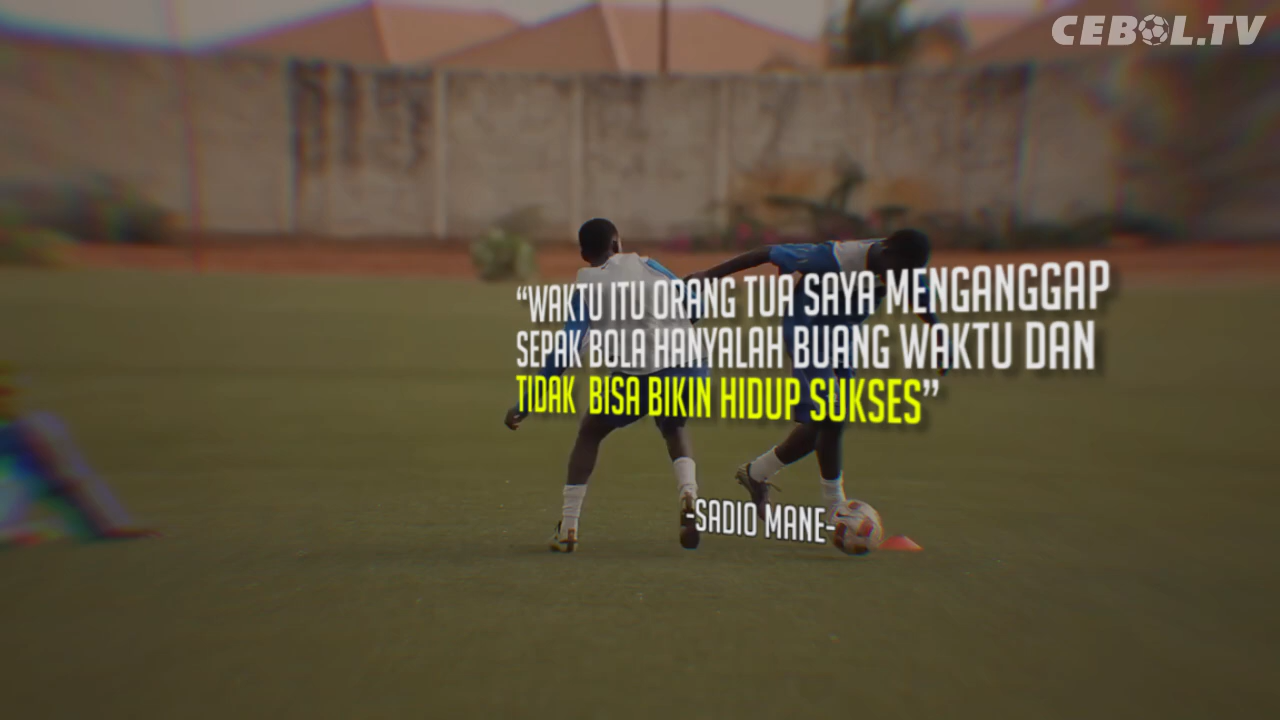 CEBOL.TV
“WAKTU ITU ORANG TUA SAYA MENGANGGAP
SEPAK BOLA HANYALAH BUANG WAKTU DAN
TIDAK BISA BIKIN HIDUP SUKSES”
-SADIO MANE-